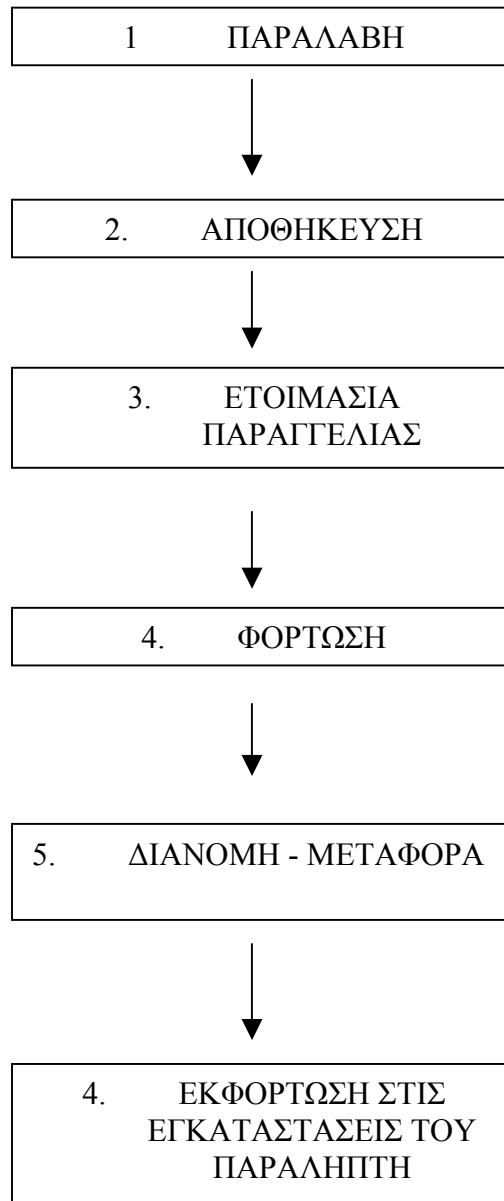 1 ΠΑΡΑΛΑΒΗ
2. ΑΠΟΘΗΚΕΥΣΗ
3. ΕΤΟΙΜΑΣΙΑ
ΠΑΡΑΓΓΕΛΙΑΣ
4. ΦΟΡΤΩΣΗ
5. ΔΙΑΝΟΜΗ - ΜΕΤΑΦΟΡΑ
4. ΕΚΦΟΡΤΩΣΗ ΣΤΙΣ
ΕΓΚΑΤΑΣΤΑΣΕΙΣ ΤΟΥ
ΠΑΡΑΛΗΠΤΗ